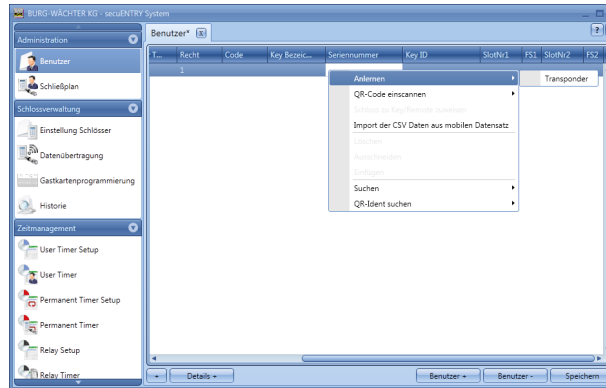 BURG-WÄCHTER KG - secuENTRY System
Administration
Benutzer
Schließplan
Schlossverwaltung
Einstellung Schlösser
Datenübertragung
Gastkartenprogrammierung
Historie
Zeitmanagement
User Timer Setup
User Timer
Permanent Timer Setup
Permanent Timer
Relay Setup
Relay Timer
Benutzer*
?
T... Recht Code Key Bezeic... Seriennummer Key ID SlotNr1 FS1 SlotNr2 FS2
1
Anlernen
Transponder
QR-Code einscannen
Import der CSV Daten aus mobilen Datensatz
Löschen
Ausschneiden
Einfügen
Suchen
QR-Ident suchen
- Details → Benutzer + Benutzer - Speichern